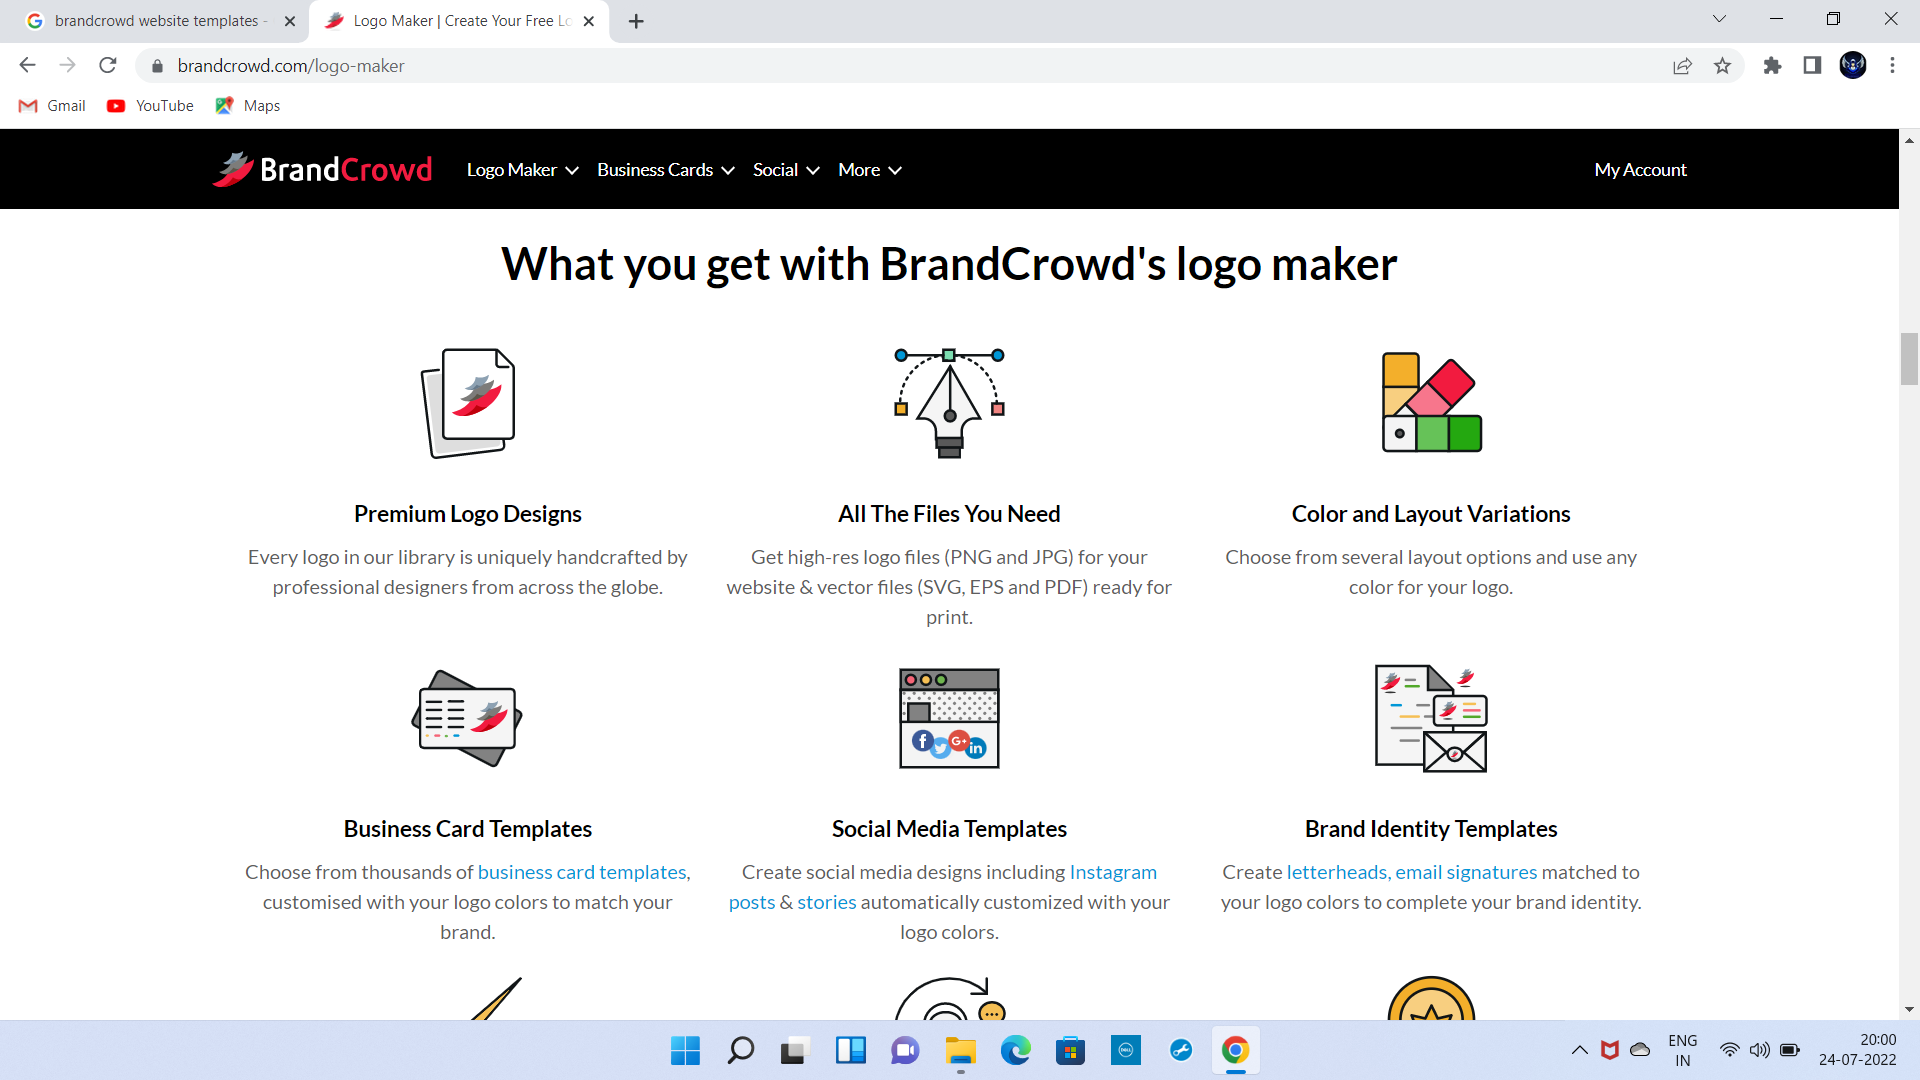 brandcrowd website templates -
Logo Maker | Create Your Free Lo
brandcrowd.com/logo-maker
Gmail YouTube Maps
BrandCrowd Logo Maker Business Cards Social More My Account
What you get with BrandCrowd's logo maker
Premium Logo Designs
Every logo in our library is uniquely handcrafted by
professional designers from across the globe.
All The Files You Need
Get high-res logo files (PNG and JPG) for your
website & vector files (SVG, EPS and PDF) ready for
print.
Color and Layout Variations
Choose from several layout options and use any
color for your logo.
Business Card Templates
Choose from thousands of business card templates,
customised with your logo colors to match your
brand.
Social Media Templates
Create social media designs including Instagram
posts & stories automatically customized with your
logo colors.
Brand Identity Templates
Create letterheads, email signatures matched to
your logo colors to complete your brand identity.
ENG
IN
20:00
24-07-2022